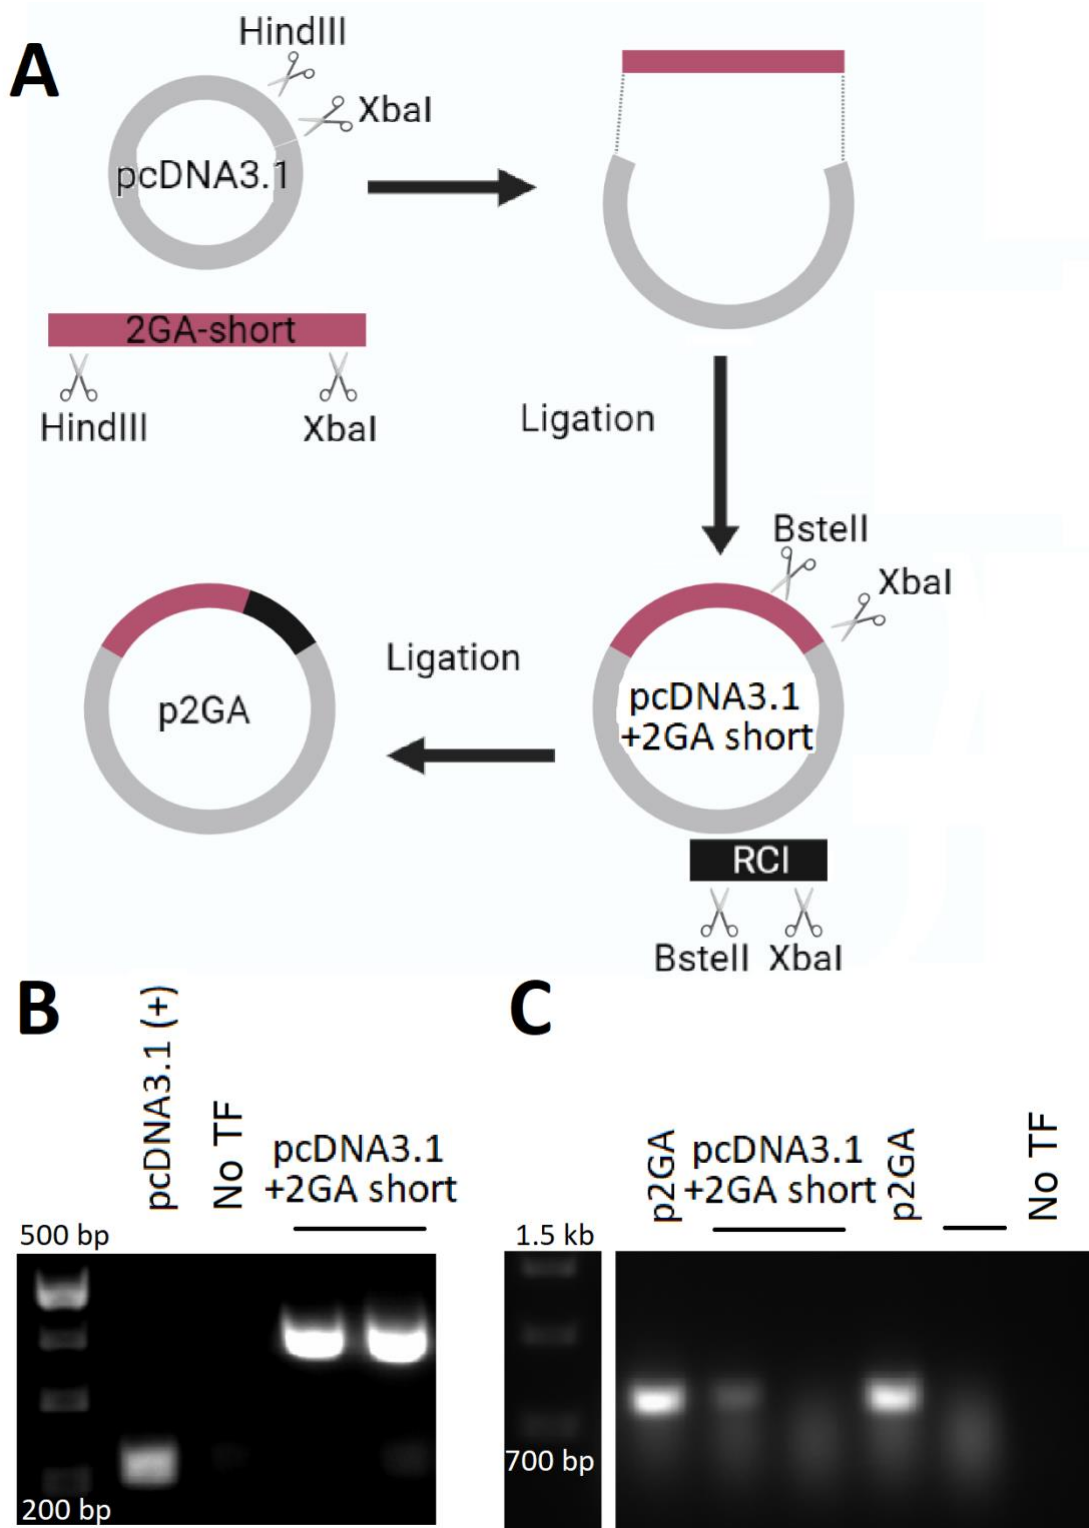 A
HindIII
XbaI
pcDNA3.1
2GA-short
HindIII
XbaI
Ligation
BsteII
XbaI
pcDNA3.1
+2GA short
Ligation
p2GA
RCI
BsteII
XbaI
B
pcDNA3.1 (+)
No TF
pcDNA3.1
+2GA short
500 bp
200 bp
C
p2GA
pcDNA3.1
+2GA short
p2GA
No TF
1.5 kb
700 bp